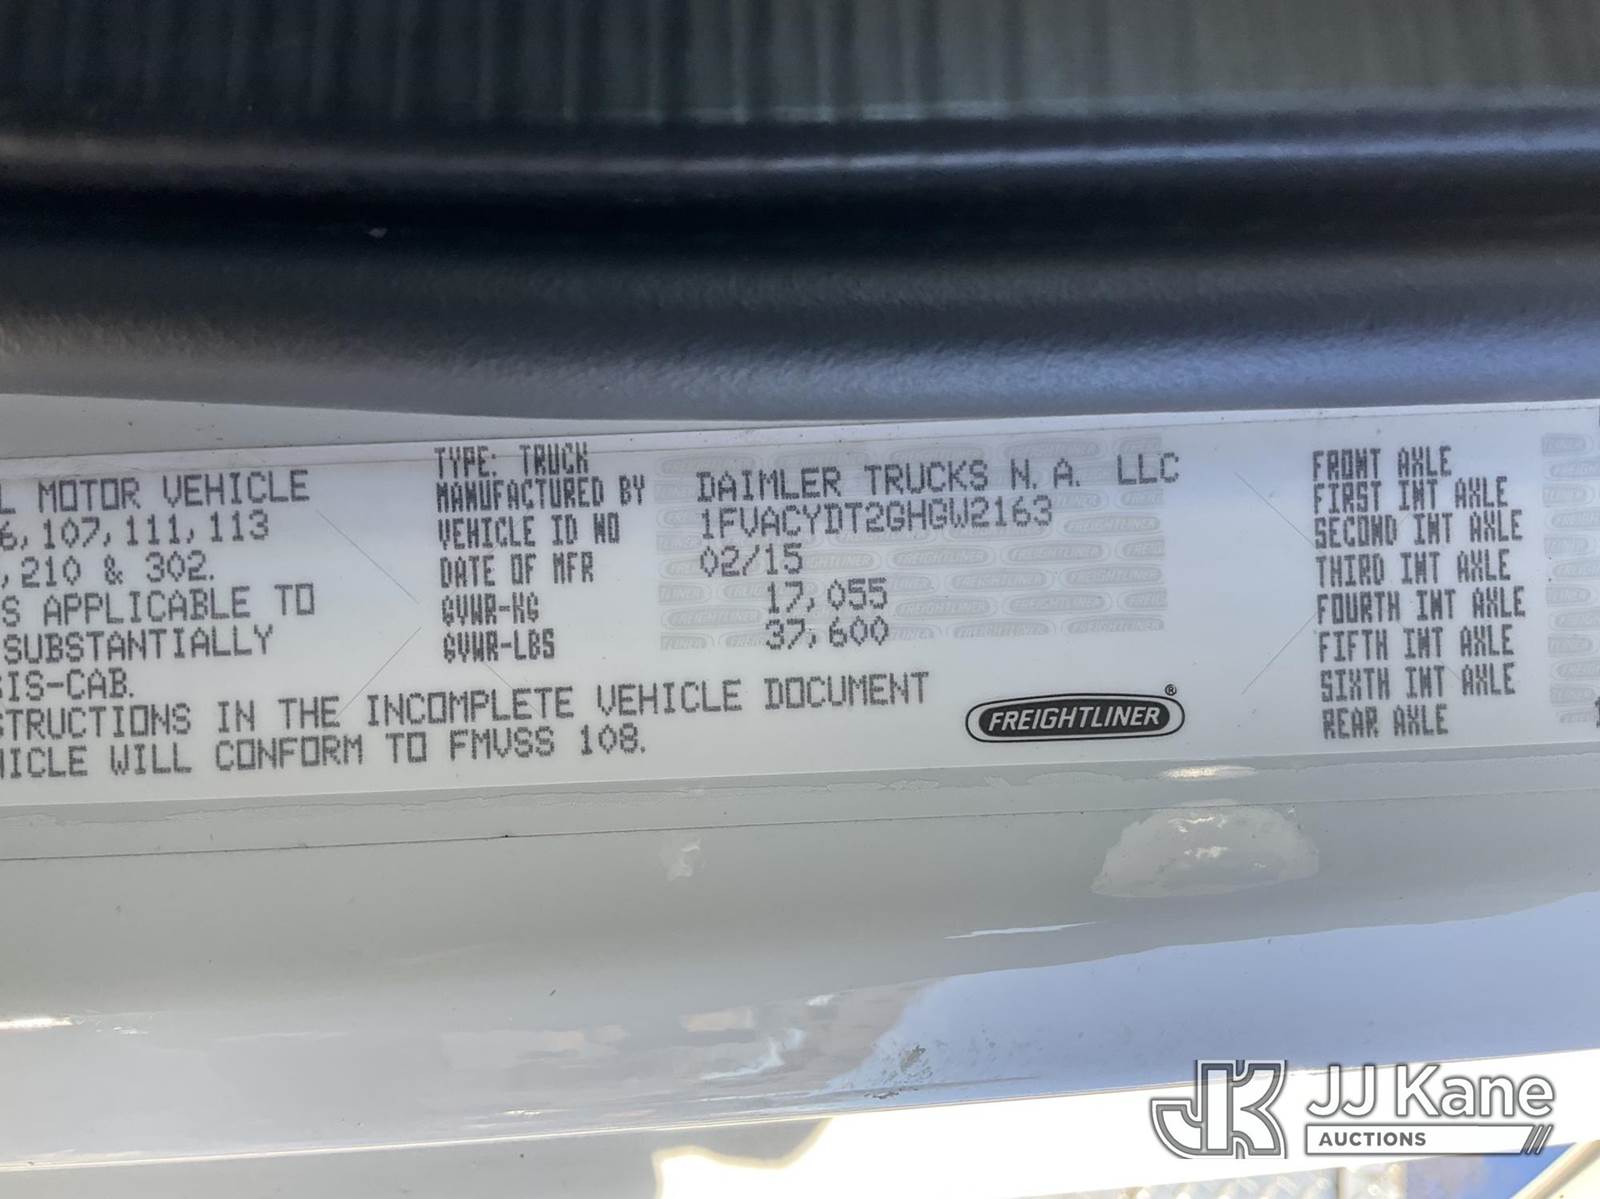 L MOTOR VEHICLE
6, 107, 111, 113
, 210 & 302.
S APPLICABLE TO
SUBSTANTIALLY
SIS-CAB.
STRUCTIONS IN THE INCOMPLETE VEHICLE DOCUMENT
HICLE WILL CONFORM TO FMVSS 108.
TYPE: TRUCK
MANUFACTURED BY DAIMLER TRUCKS N. A. LLC
VEHICLE ID NO 1FVACYDT2GHGW2163
DATE OF MFR 02/15
GVWR-KG 17, 055
GVWR-LBS 37, 600
FREIGHTLINER ®
FRONT AXLE
FIRST INT AXLE
SECOND INT AXLE
THIRD INT AXLE
FOURTH INT AXLE
FIFTH INT AXLE
SIXTH INT AXLE
REAR AXLE
JK JJ Kane
AUCTIONS